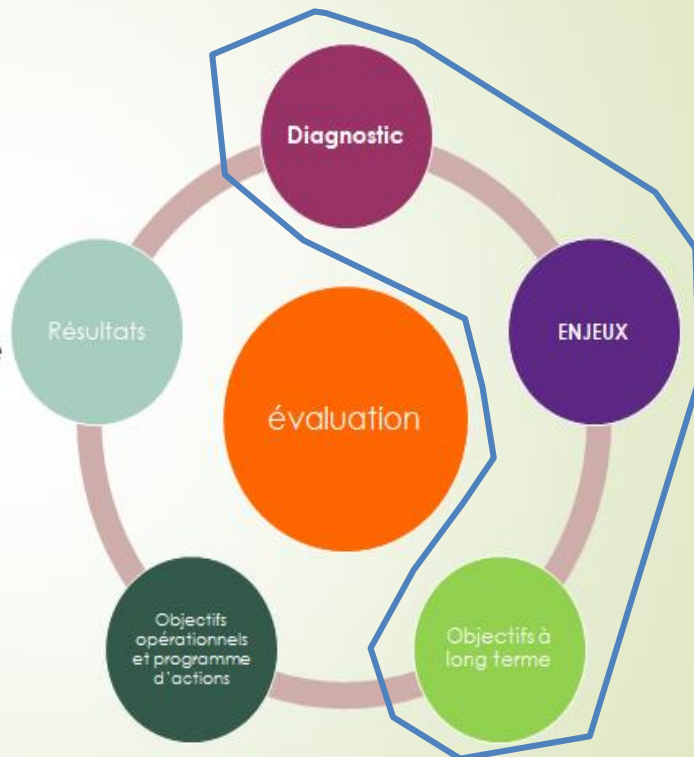 Diagnostic
ENJEUX
Résultats
évaluation
Objectifs à
long terme
Objectifs
opérationnels
et programme
d'actions